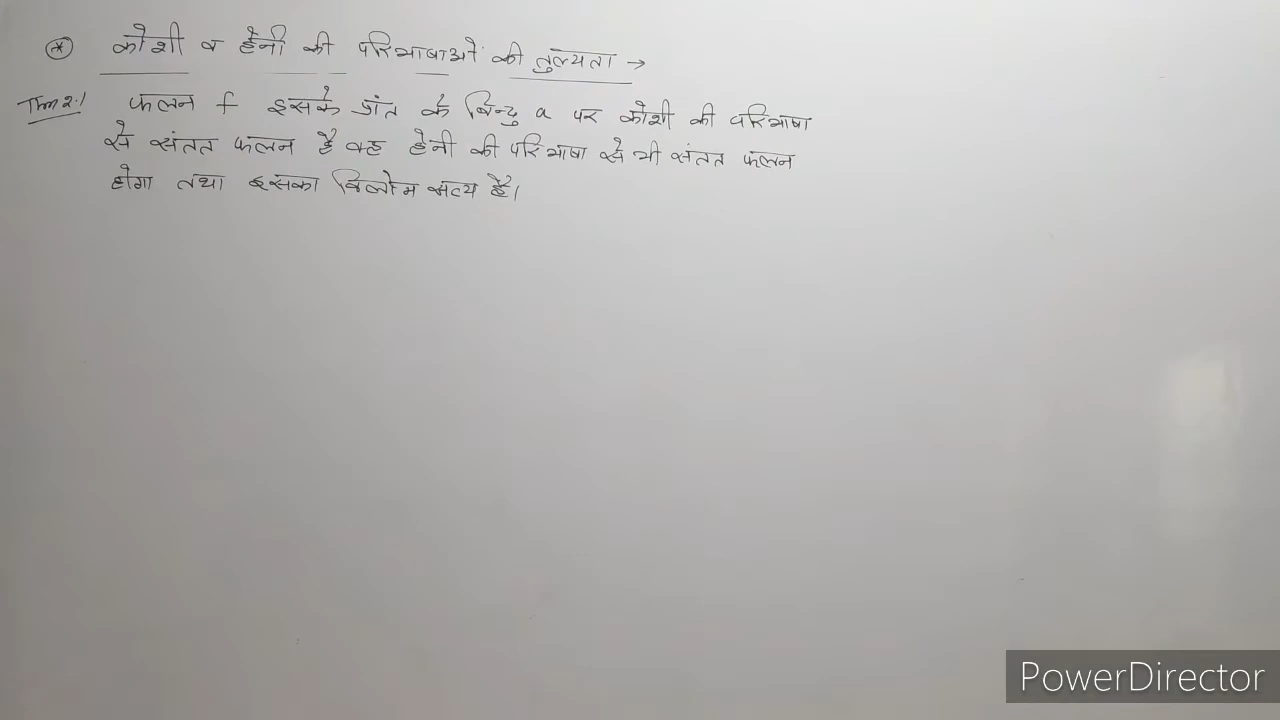 * कोशी व हेनी की परिभाषाओं की तुल्यता →
Thm 2.1 फलन f इसके प्रांत के बिन्दु a पर कोशी की परिभाषा
से संतत फलन है वह हेनी की परिभाषा से भी संतत फलन
होगा तथा इसका विलोम सत्य है।
PowerDirector